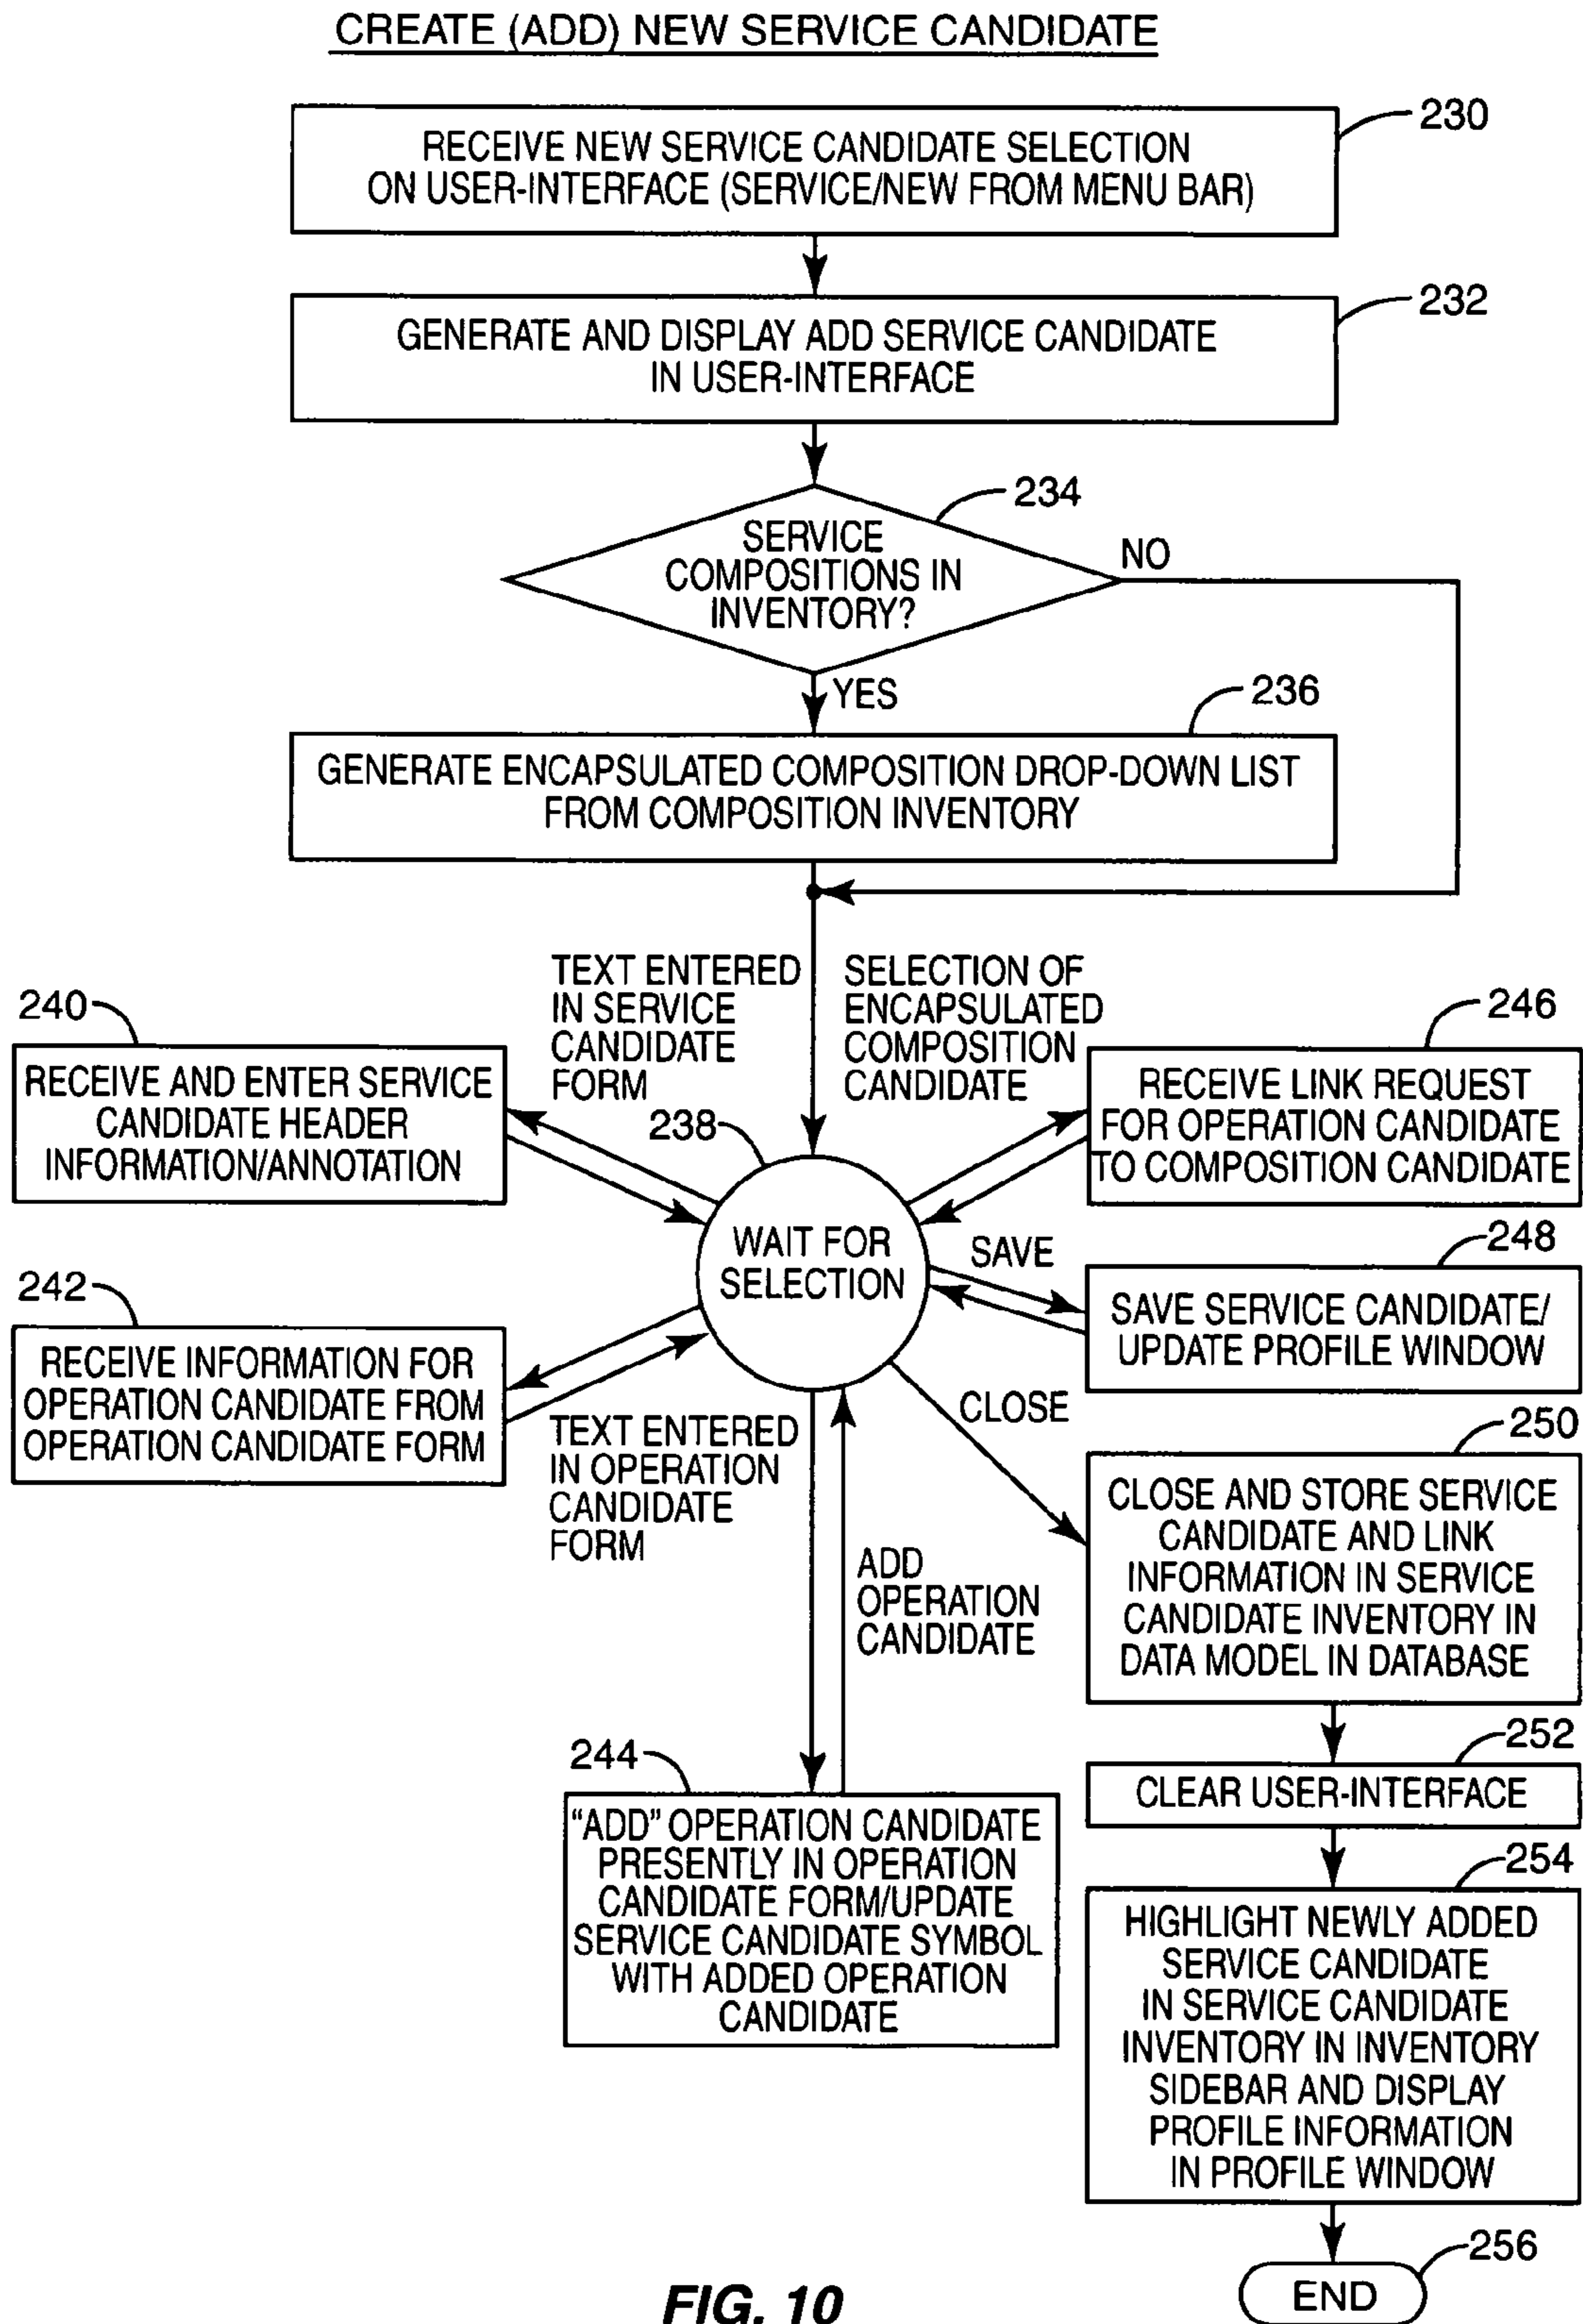 CREATE (ADD) NEW SERVICE CANDIDATE
230
RECEIVE NEW SERVICE CANDIDATE SELECTION
ON USER-INTERFACE (SERVICE/NEW FROM MENU BAR)
232
GENERATE AND DISPLAY ADD SERVICE CANDIDATE
IN USER-INTERFACE
234
SERVICE
COMPOSITIONS IN
INVENTORY?
NO
YES
236
GENERATE ENCAPSULATED COMPOSITION DROP-DOWN LIST
FROM COMPOSITION INVENTORY
TEXT ENTERED
IN SERVICE
CANDIDATE
FORM
SELECTION OF
ENCAPSULATED
COMPOSITION
CANDIDATE
240
RECEIVE AND ENTER SERVICE
CANDIDATE HEADER
INFORMATION/ANNOTATION
246
RECEIVE LINK REQUEST
FOR OPERATION CANDIDATE
TO COMPOSITION CANDIDATE
238
WAIT FOR
SELECTION
SAVE
248
SAVE SERVICE CANDIDATE/
UPDATE PROFILE WINDOW
242
RECEIVE INFORMATION FOR
OPERATION CANDIDATE FROM
OPERATION CANDIDATE FORM
TEXT ENTERED
IN OPERATION
CANDIDATE
FORM
CLOSE
250
CLOSE AND STORE SERVICE
CANDIDATE AND LINK
INFORMATION IN SERVICE
CANDIDATE INVENTORY IN
DATA MODEL IN DATABASE
ADD
OPERATION
CANDIDATE
244
"ADD" OPERATION CANDIDATE
PRESENTLY IN OPERATION
CANDIDATE FORM/UPDATE
SERVICE CANDIDATE SYMBOL
WITH ADDED OPERATION
CANDIDATE
252
CLEAR USER-INTERFACE
254
HIGHLIGHT NEWLY ADDED
SERVICE CANDIDATE
IN SERVICE CANDIDATE
INVENTORY IN INVENTORY
SIDEBAR AND DISPLAY
PROFILE INFORMATION
IN PROFILE WINDOW
256
END
FIG. 10